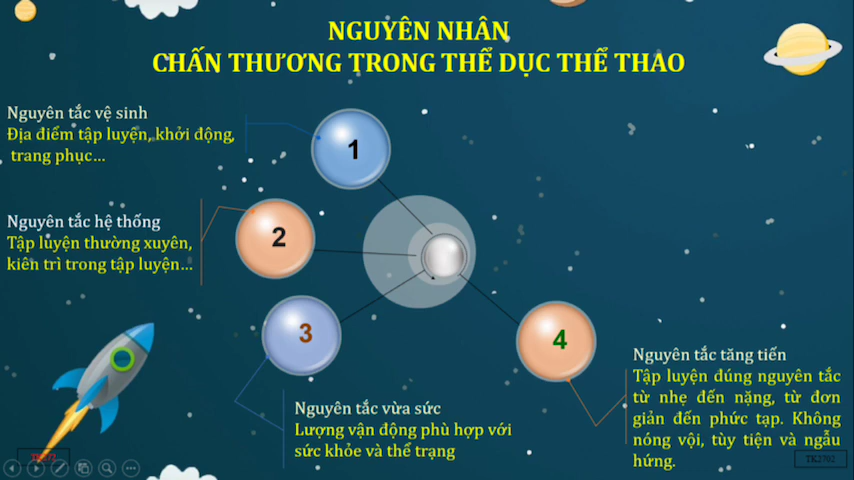 NGUYÊN NHÂN
CHẤN THƯƠNG TRONG THỂ DỤC THỂ THAO
Nguyên tắc vệ sinh
Địa điểm tập luyện, khởi động,
trang phục...
1
Nguyên tắc hệ thống
Tập luyện thường xuyên,
kiên trì trong tập luyện...
2
3
Nguyên tắc vừa sức
Lượng vận động phù hợp với
sức khỏe và thể trạng
4
Nguyên tắc tăng tiến
Tập luyện đúng nguyên tắc
từ nhẹ đến nặng, từ đơn
giản đến phức tạp. Không
nóng vội, tùy tiện và ngẫu
hứng.